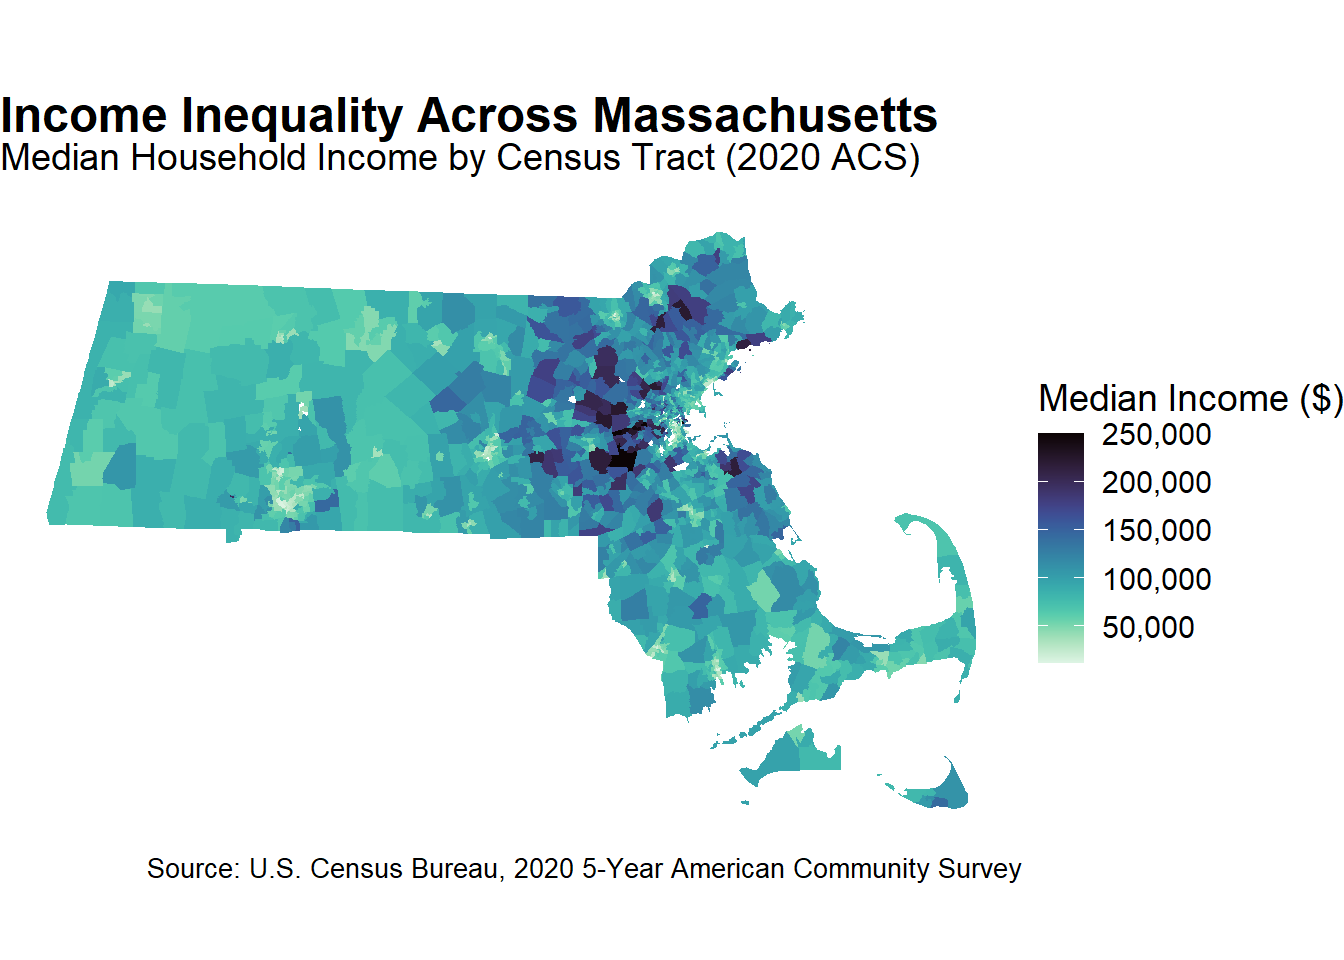 Income Inequality Across Massachusetts
Median Household Income by Census Tract (2020 ACS)
Median Income ($)
250,000
200,000
150,000
100,000
50,000
Source: U.S. Census Bureau, 2020 5-Year American Community Survey